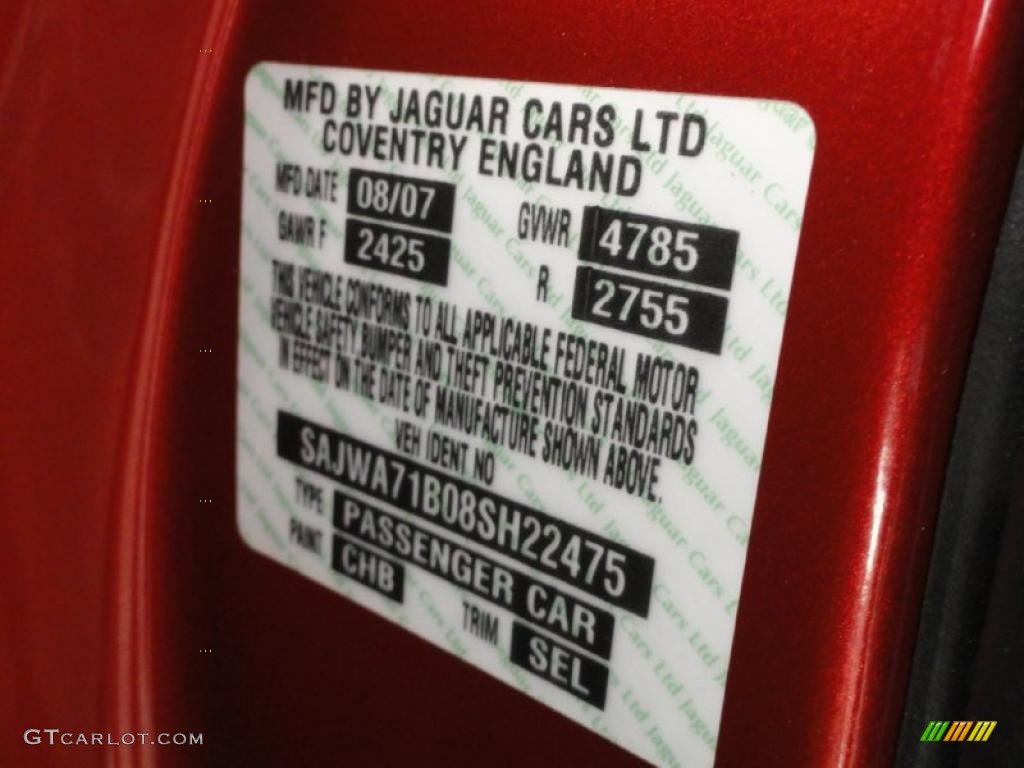 MFD BY JAGUAR CARS LTD
COVENTRY ENGLAND
MFD DATE 08/07 GVWR 4785
GAWR F 2425 R 2755
THIS VEHICLE CONFORMS TO ALL APPLICABLE FEDERAL MOTOR
VEHICLE SAFETY BUMPER AND THEFT PREVENTION STANDARDS
IN EFFECT ON THE DATE OF MANUFACTURE SHOWN ABOVE.
VEH IDENT NO
SAJWA71B08SH22475
TYPE PASSENGER CAR
PAINT CHB TRIM SEL
GTCARLOT.COM